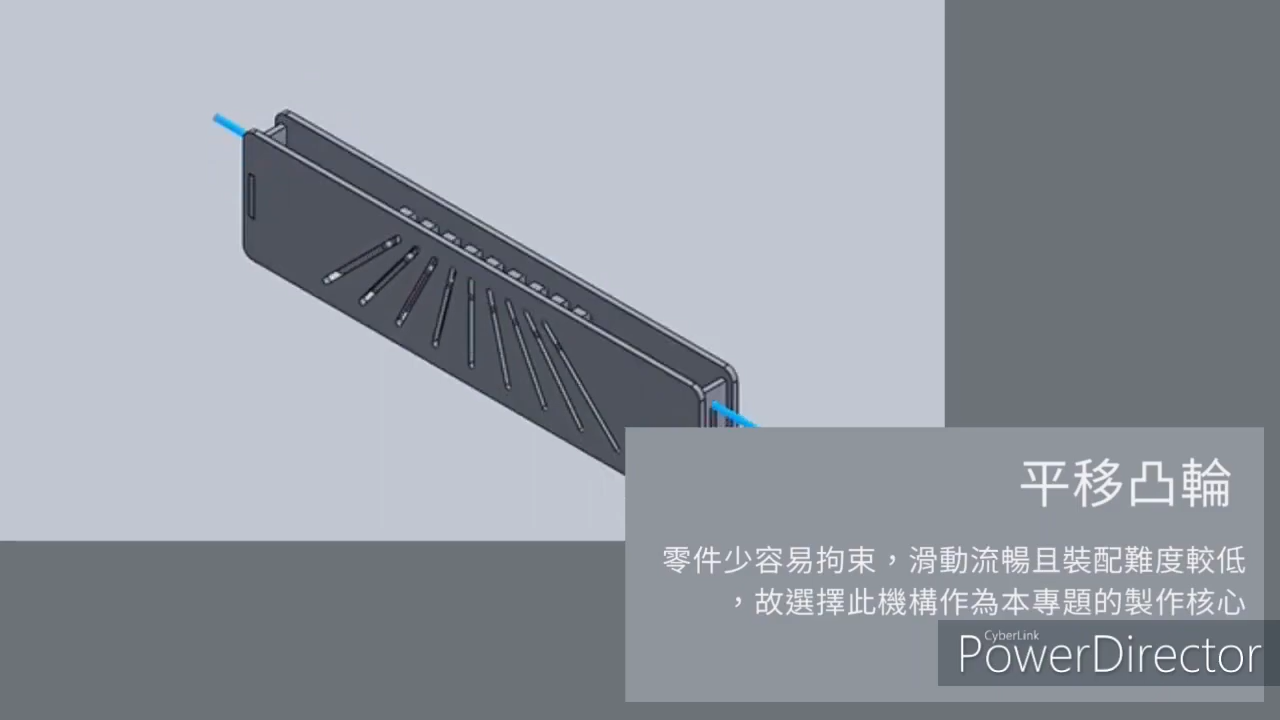 平移凸輪
零件少容易拘束，滑動流暢且裝配難度較低
，故選擇此機構作為本專題的製作核心
CyberLink
PowerDirector